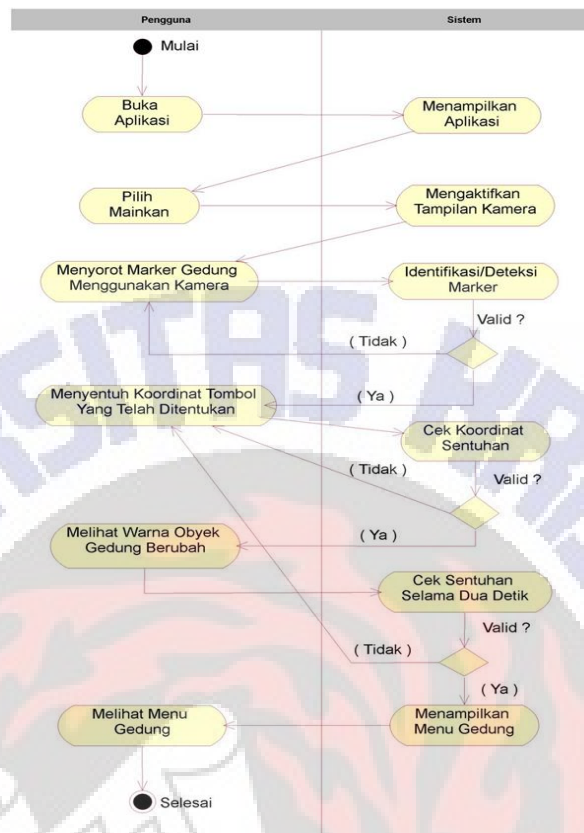 Pengguna
Sistem
Mulai
Buka
Aplikasi
Menampilkan
Aplikasi
Pilih
Mainkan
Mengaktifkan
Tampilan Kamera
Menyorot Marker Gedung
Menggunakan Kamera
Identifikasi/Deteksi
Marker
Valid ?
( Tidak )
( Ya )
Menyentuh Koordinat Tombol
Yang Telah Ditentukan
Cek Koordinat
Sentuhan
( Tidak )
Valid ?
( Ya )
Melihat Warna Obyek
Gedung Berubah
Cek Sentuhan
Selama Dua Detik
Valid ?
( Tidak )
( Ya )
Melihat Menu
Gedung
Menampilkan
Menu Gedung
Selesai